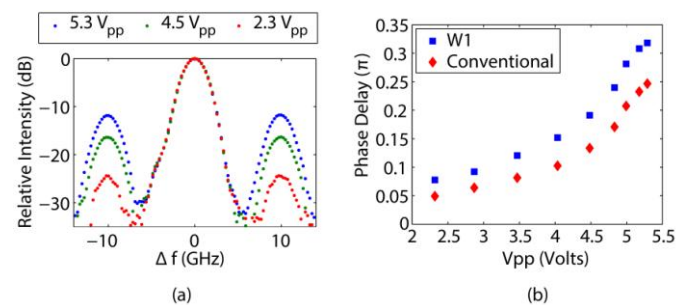 5.3 Vpp 4.5 Vpp 2.3 Vpp
Relative Intensity (dB)
0
−10
−20
−30
−10 0 10
Δ f (GHz)
(a)
W1
Conventional
Phase Delay (π)
0.35
0.3
0.25
0.2
0.15
0.1
0.05
0
2 2.5 3 3.5 4 4.5 5 5.5
Vpp (Volts)
(b)